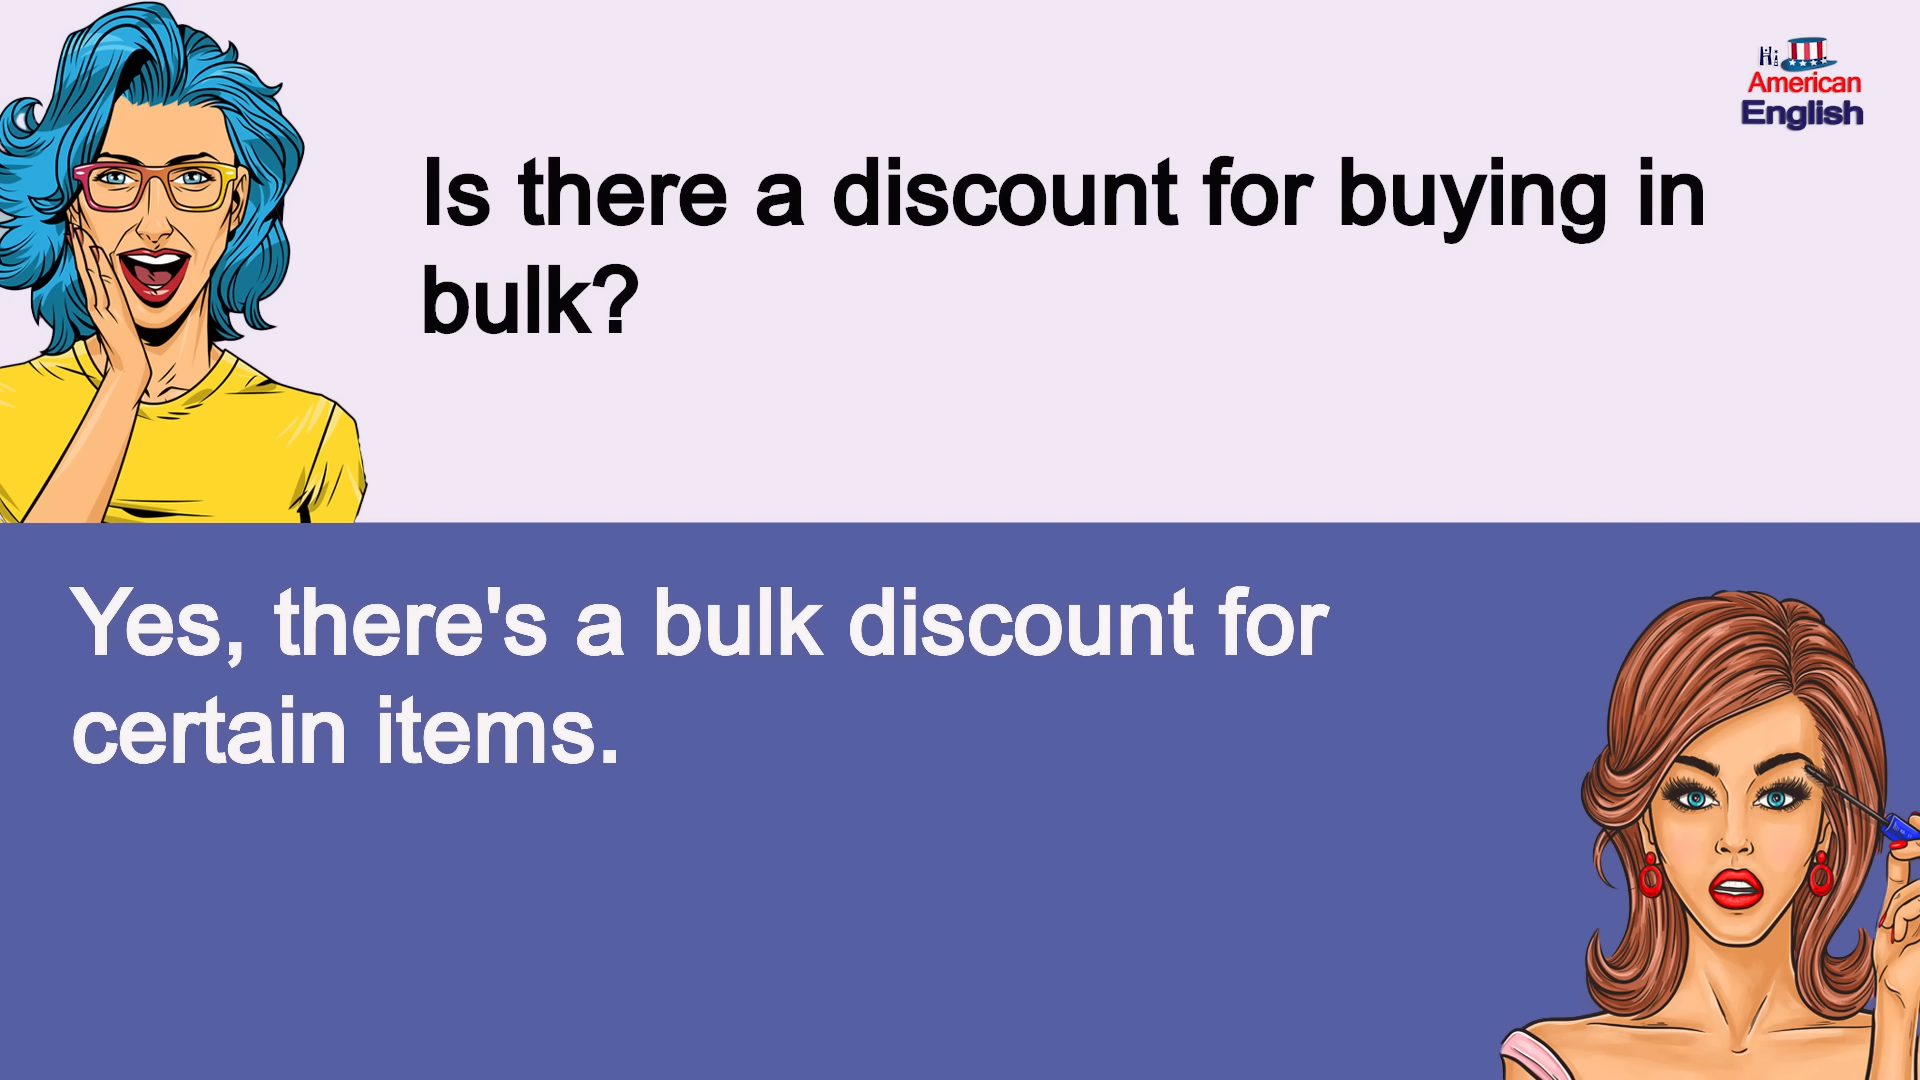 Hi
American
English
Is there a discount for buying in
bulk?
Yes, there's a bulk discount for
certain items.